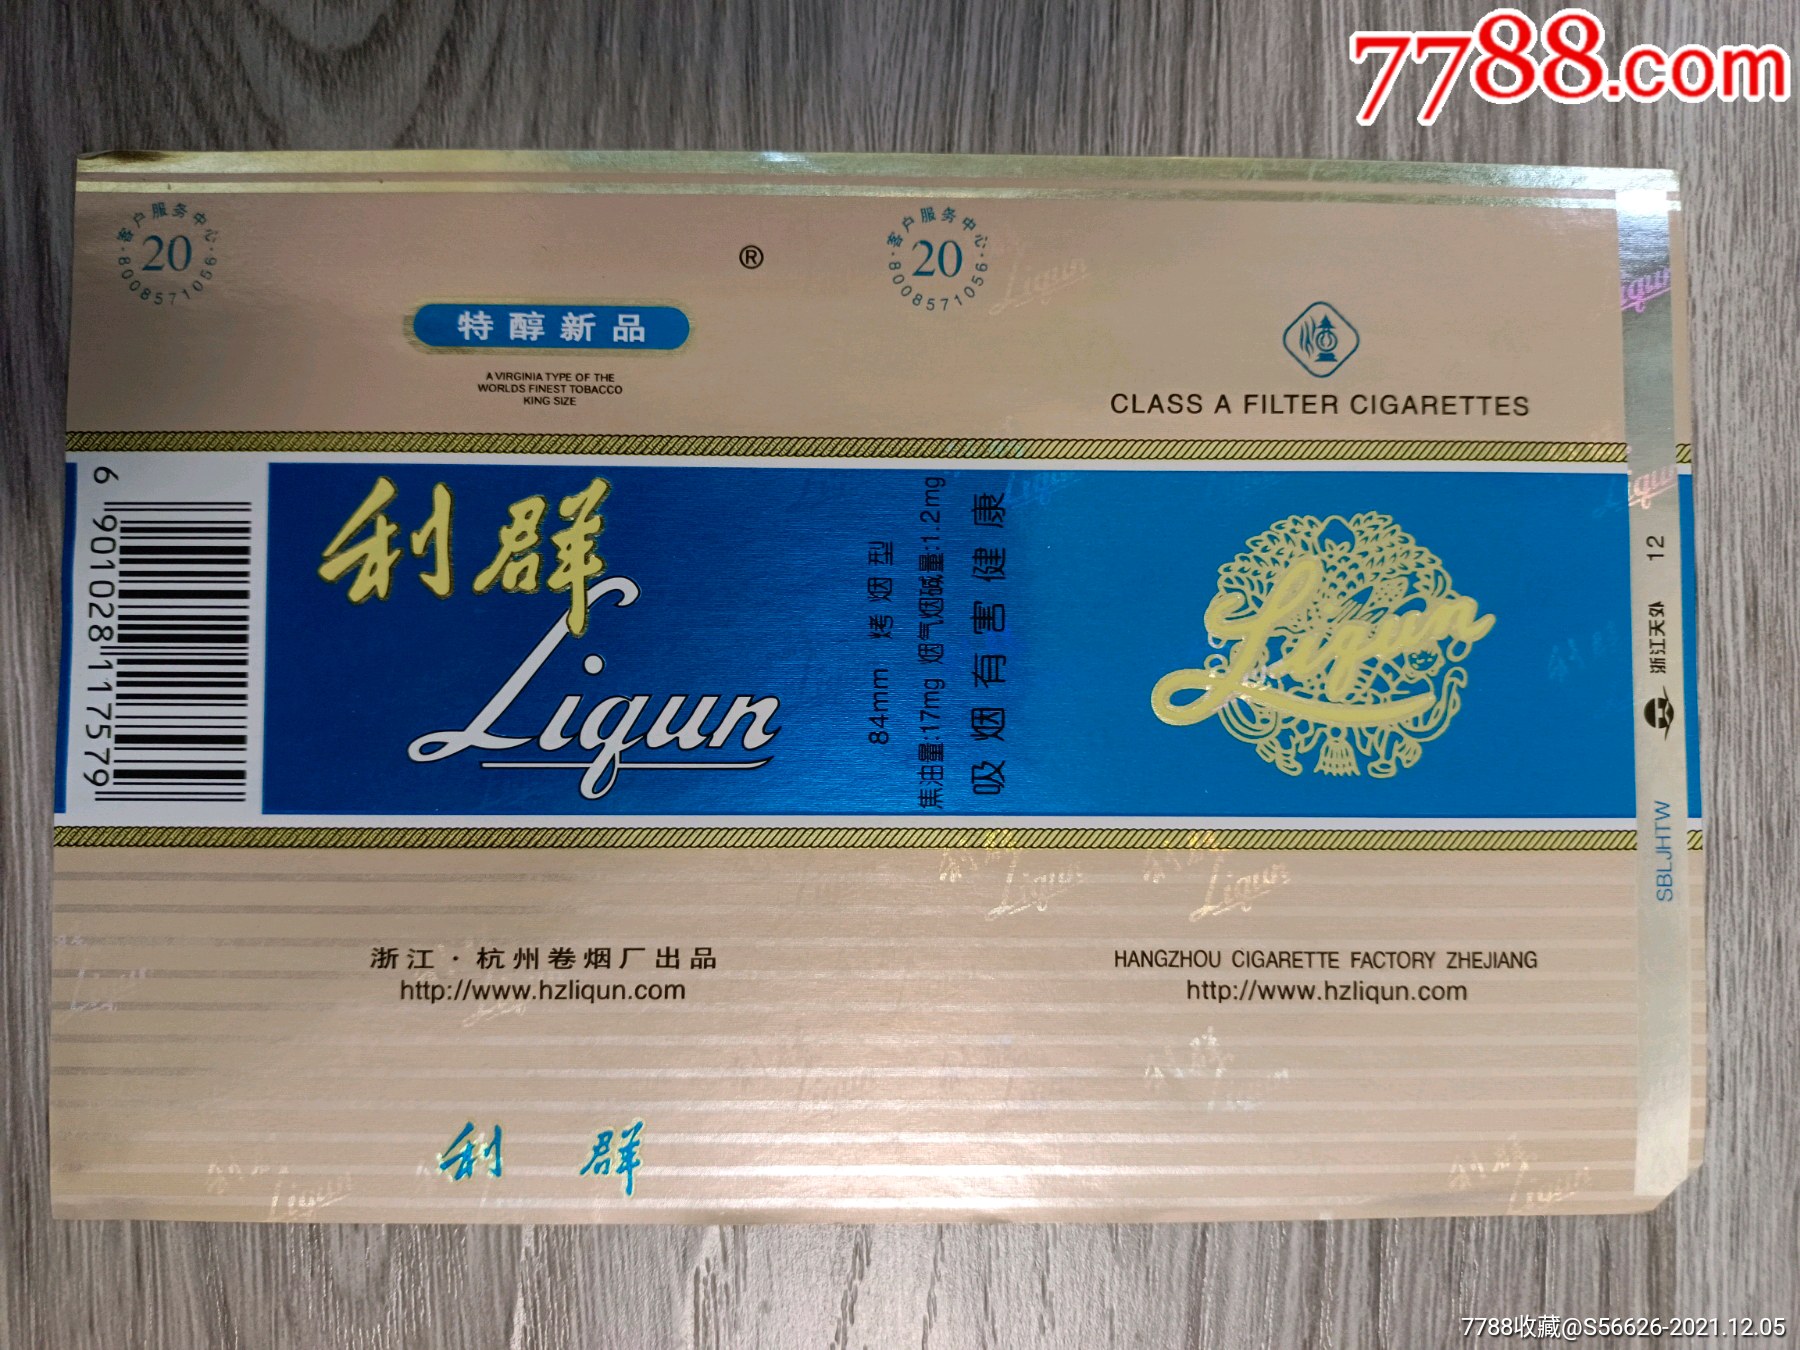 7788.com
客户服务中心
20
·8008571056·
®
客户服务中心
20
·8008571056·
特醇新品
A VIRGINIA TYPE OF THE
WORLDS FINEST TOBACCO
KING SIZE
CLASS A FILTER CIGARETTES
6 901028 117579
利群
Liqun
84mm 烤烟型
焦油量:17mg 烟气烟碱量:1.2mg
吸烟有害健康
Liqun
浙江天外 12
SBLJHTW
浙江·杭州卷烟厂出品
http://www.hzliqun.com
HANGZHOU CIGARETTE FACTORY ZHEJIANG
http://www.hzliqun.com
利群
7788收藏@S56626-2021.12.05